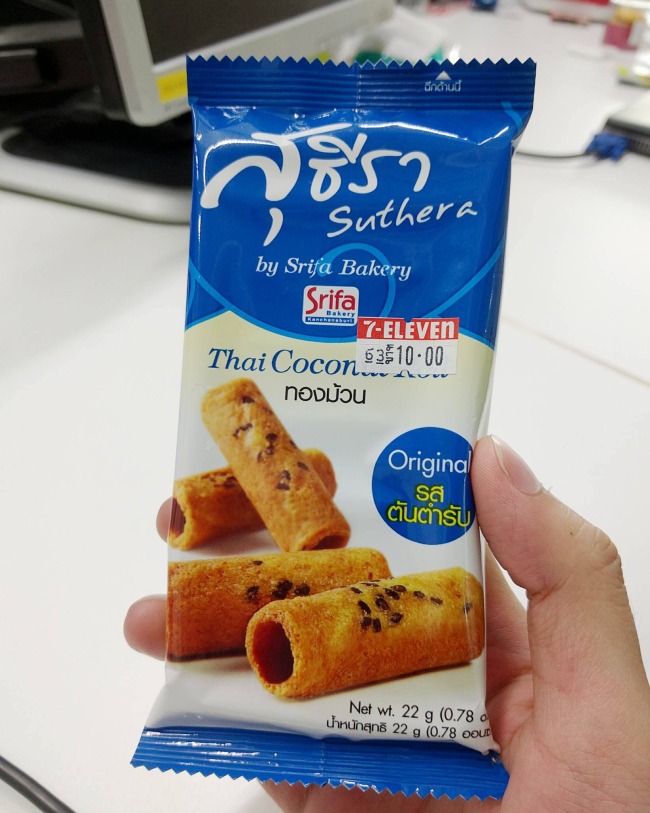 ฉีกด้านนี้
สุธีรา
Suthera
by Srifa Bakery
Srifa
Bakery
Kanchanaburi
7-ELEVEN
10.00
Thai Coconut Roll
ทองม้วน
Original
รส
ต้นตำรับ
Net wt. 22 g (0.78
น้ำหนักสุทธิ 22 g (0.78 ออนซ